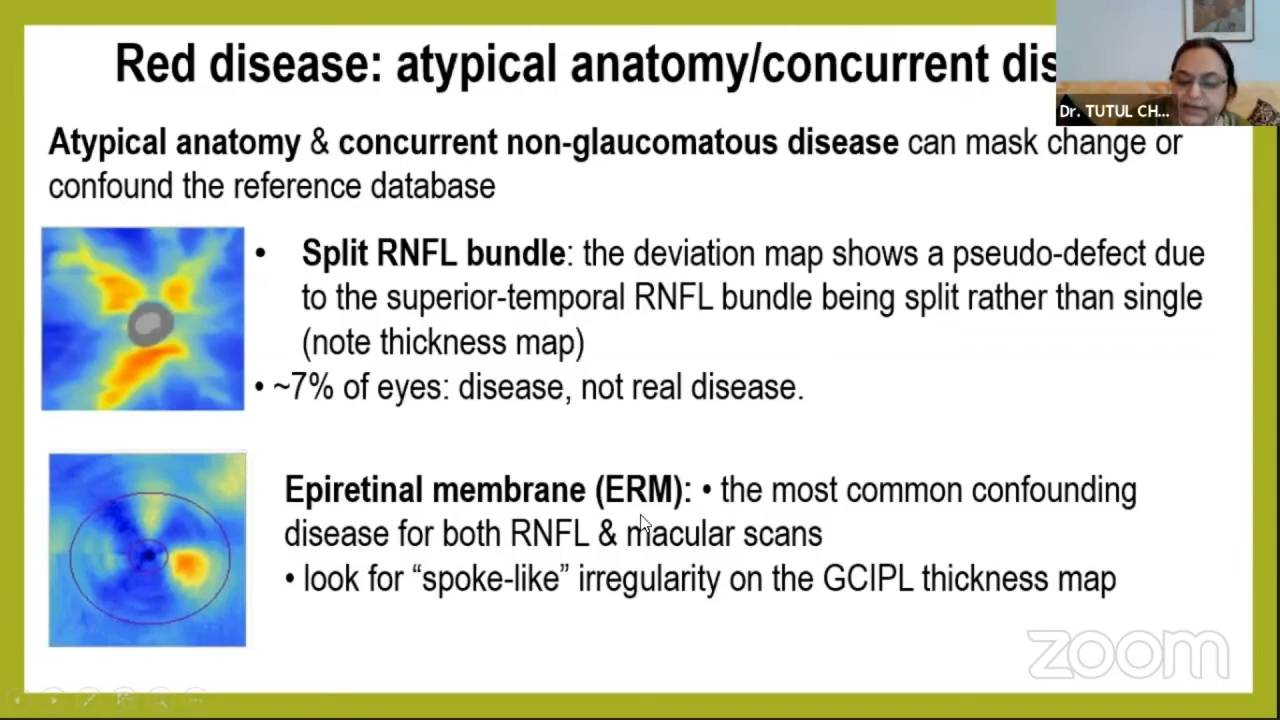 Red disease: atypical anatomy/concurrent dis
Dr. TUTUL CH...
Atypical anatomy & concurrent non-glaucomatous disease can mask change or
confound the reference database
• Split RNFL bundle: the deviation map shows a pseudo-defect due
to the superior-temporal RNFL bundle being split rather than single
(note thickness map)
• ~7% of eyes: disease, not real disease.
Epiretinal membrane (ERM): • the most common confounding
disease for both RNFL & macular scans
• look for “spoke-like” irregularity on the GCIPL thickness map
zoom